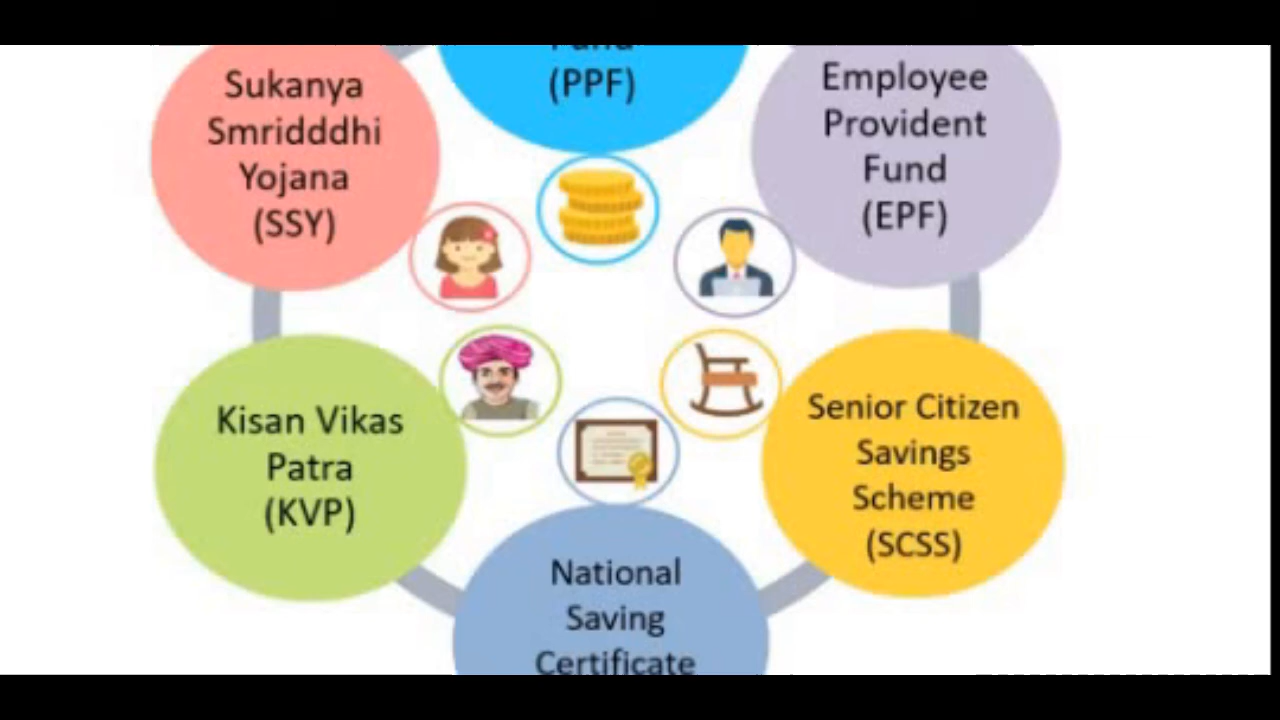 Fund
(PPF)
Sukanya
Smridddhi
Yojana
(SSY)
Employee
Provident
Fund
(EPF)
Kisan Vikas
Patra
(KVP)
Senior Citizen
Savings
Scheme
(SCSS)
National
Saving
Certificate